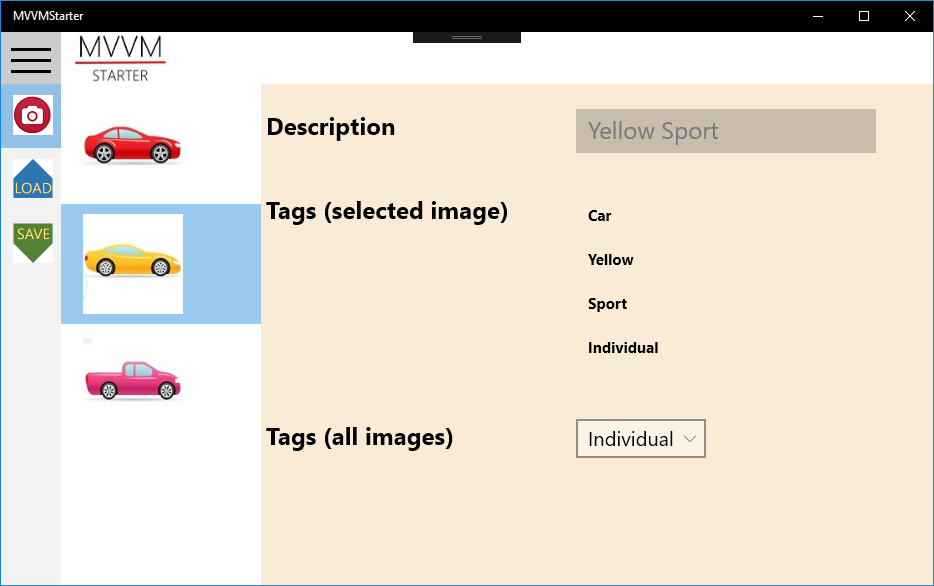 MVVMStarter
MVVM
STARTER
LOAD
SAVE
Description
Yellow Sport
Tags (selected image)
Car
Yellow
Sport
Individual
Tags (all images)
Individual